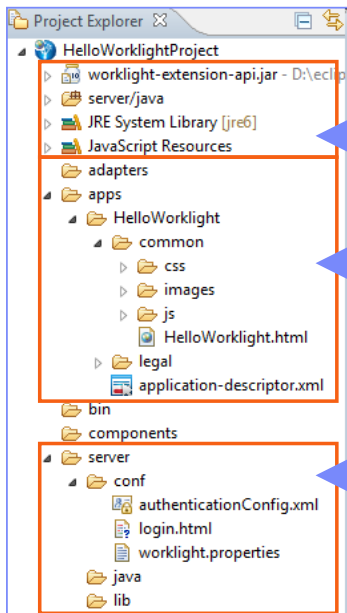 Project Explorer
HelloWorklightProject
worklight-extension-api.jar - D:\eclip
server/java
JRE System Library [jre6]
JavaScript Resources
adapters
apps
HelloWorklight
common
css
images
js
HelloWorklight.html
legal
application-descriptor.xml
bin
components
server
conf
authenticationConfig.xml
login.html
worklight.properties
java
lib